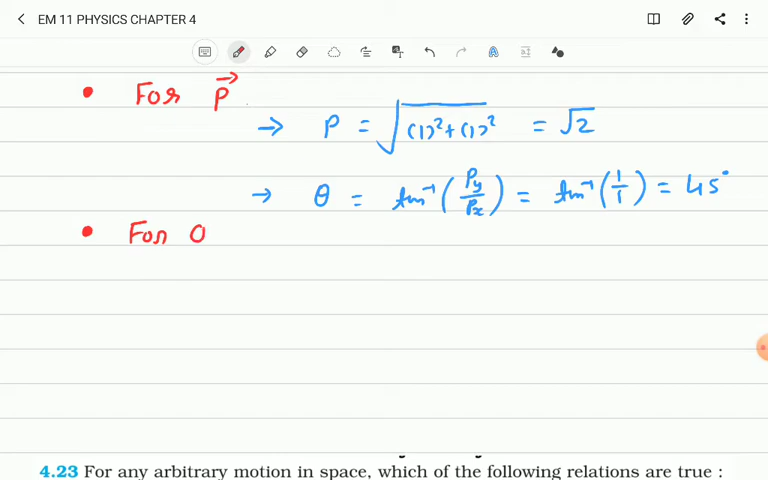 EM 11 PHYSICS CHAPTER 4
• For P⃗
→ P = √((1)²+(1)²) = √2
→ θ = tan⁻¹(Py/Px) = tan⁻¹(1/1) = 45°
• For Q
4.23 For any arbitrary motion in space, which of the following relations are true :